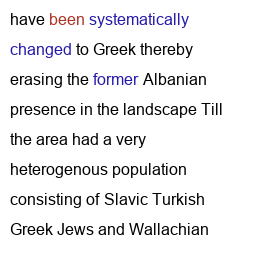 have been systematically
changed to Greek thereby
erasing the former Albanian
presence in the landscape Till
the area had a very
heterogenous population
consisting of Slavic Turkish
Greek Jews and Wallachian